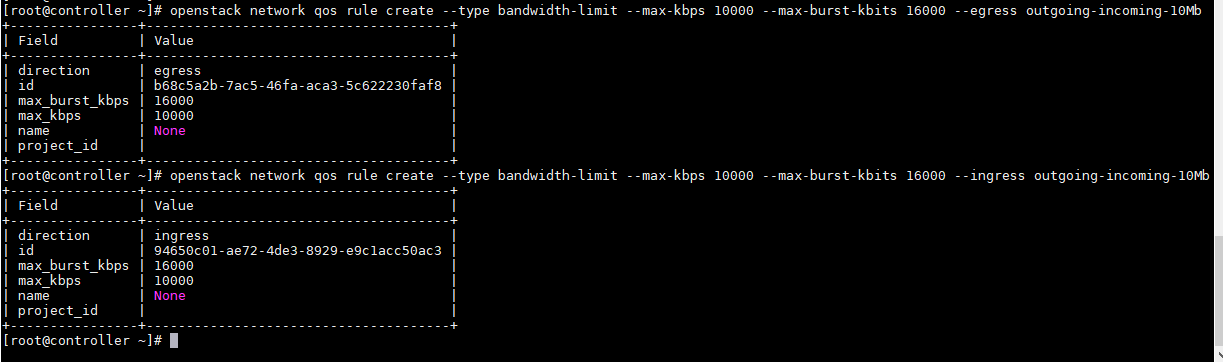 [root@controller ~]# openstack network qos rule create --type bandwidth-limit --max-kbps 10000 --max-burst-kbits 16000 --egress outgoing-incoming-10Mb
+----------------+--------------------------------------+
| Field          | Value                                |
+----------------+--------------------------------------+
| direction      | egress                               |
| id             | b68c5a2b-7ac5-46fa-aca3-5c622230faf8 |
| max_burst_kbps | 16000                                |
| max_kbps       | 10000                                |
| name           | None                                 |
| project_id     |                                      |
+----------------+--------------------------------------+
[root@controller ~]# openstack network qos rule create --type bandwidth-limit --max-kbps 10000 --max-burst-kbits 16000 --ingress outgoing-incoming-10Mb
+----------------+--------------------------------------+
| Field          | Value                                |
+----------------+--------------------------------------+
| direction      | ingress                              |
| id             | 94650c01-ae72-4de3-8929-e9c1acc50ac3 |
| max_burst_kbps | 16000                                |
| max_kbps       | 10000                                |
| name           | None                                 |
| project_id     |                                      |
+----------------+--------------------------------------+
[root@controller ~]#